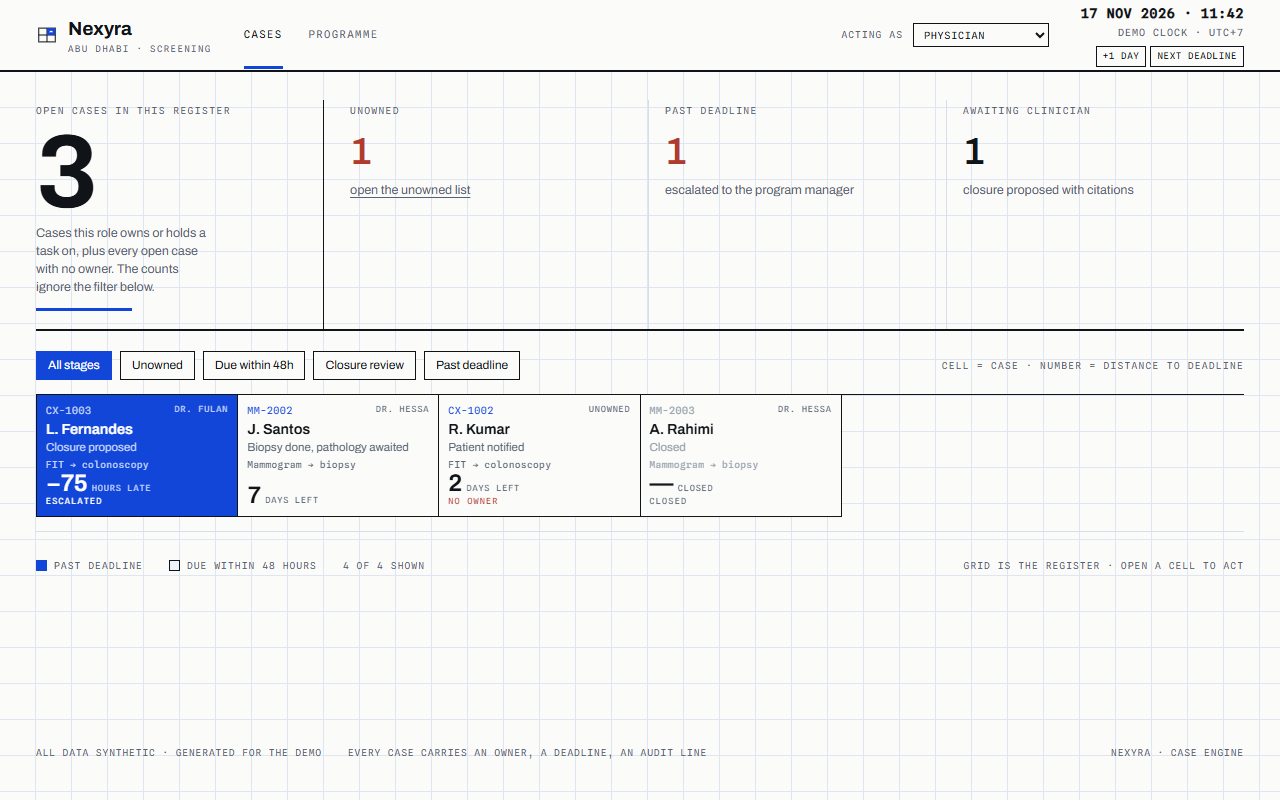 Nexyra
ABU DHABI · SCREENING
CASES
PROGRAMME
ACTING AS
PHYSICIAN
17 NOV 2026 · 11:42
DEMO CLOCK · UTC+7
+1 DAY
NEXT DEADLINE
OPEN CASES IN THIS REGISTER
3
Cases this role owns or holds a
task on, plus every open case
with no owner. The counts
ignore the filter below.
UNOWNED
1
open the unowned list
PAST DEADLINE
1
escalated to the program manager
AWAITING CLINICIAN
1
closure proposed with citations
All stages
Unowned
Due within 48h
Closure review
Past deadline
CELL = CASE · NUMBER = DISTANCE TO DEADLINE
CX-1003 DR. FULAN
L. Fernandes
Closure proposed
FIT → colonoscopy
−75 HOURS LATE
ESCALATED
MM-2002 DR. HESSA
J. Santos
Biopsy done, pathology awaited
Mammogram → biopsy
7 DAYS LEFT
CX-1002 UNOWNED
R. Kumar
Patient notified
FIT → colonoscopy
2 DAYS LEFT
NO OWNER
MM-2003 DR. HESSA
A. Rahimi
Closed
Mammogram → biopsy
— CLOSED
CLOSED
PAST DEADLINE
DUE WITHIN 48 HOURS
4 OF 4 SHOWN
GRID IS THE REGISTER · OPEN A CELL TO ACT
ALL DATA SYNTHETIC · GENERATED FOR THE DEMO
EVERY CASE CARRIES AN OWNER, A DEADLINE, AN AUDIT LINE
NEXYRA · CASE ENGINE